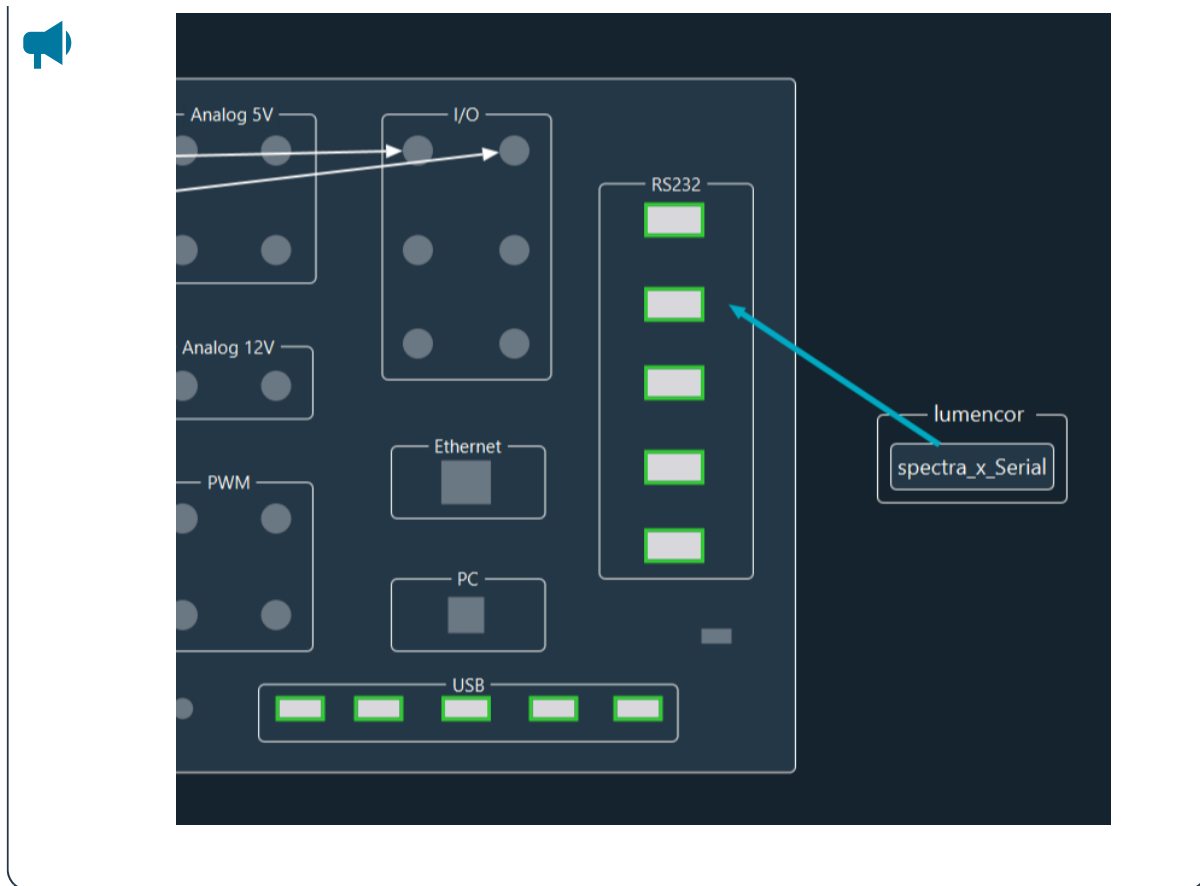 Analog 5V
I/O
RS232
Analog 12V
lumencor
Ethernet
spectra_x_Serial
PWM
PC
USB